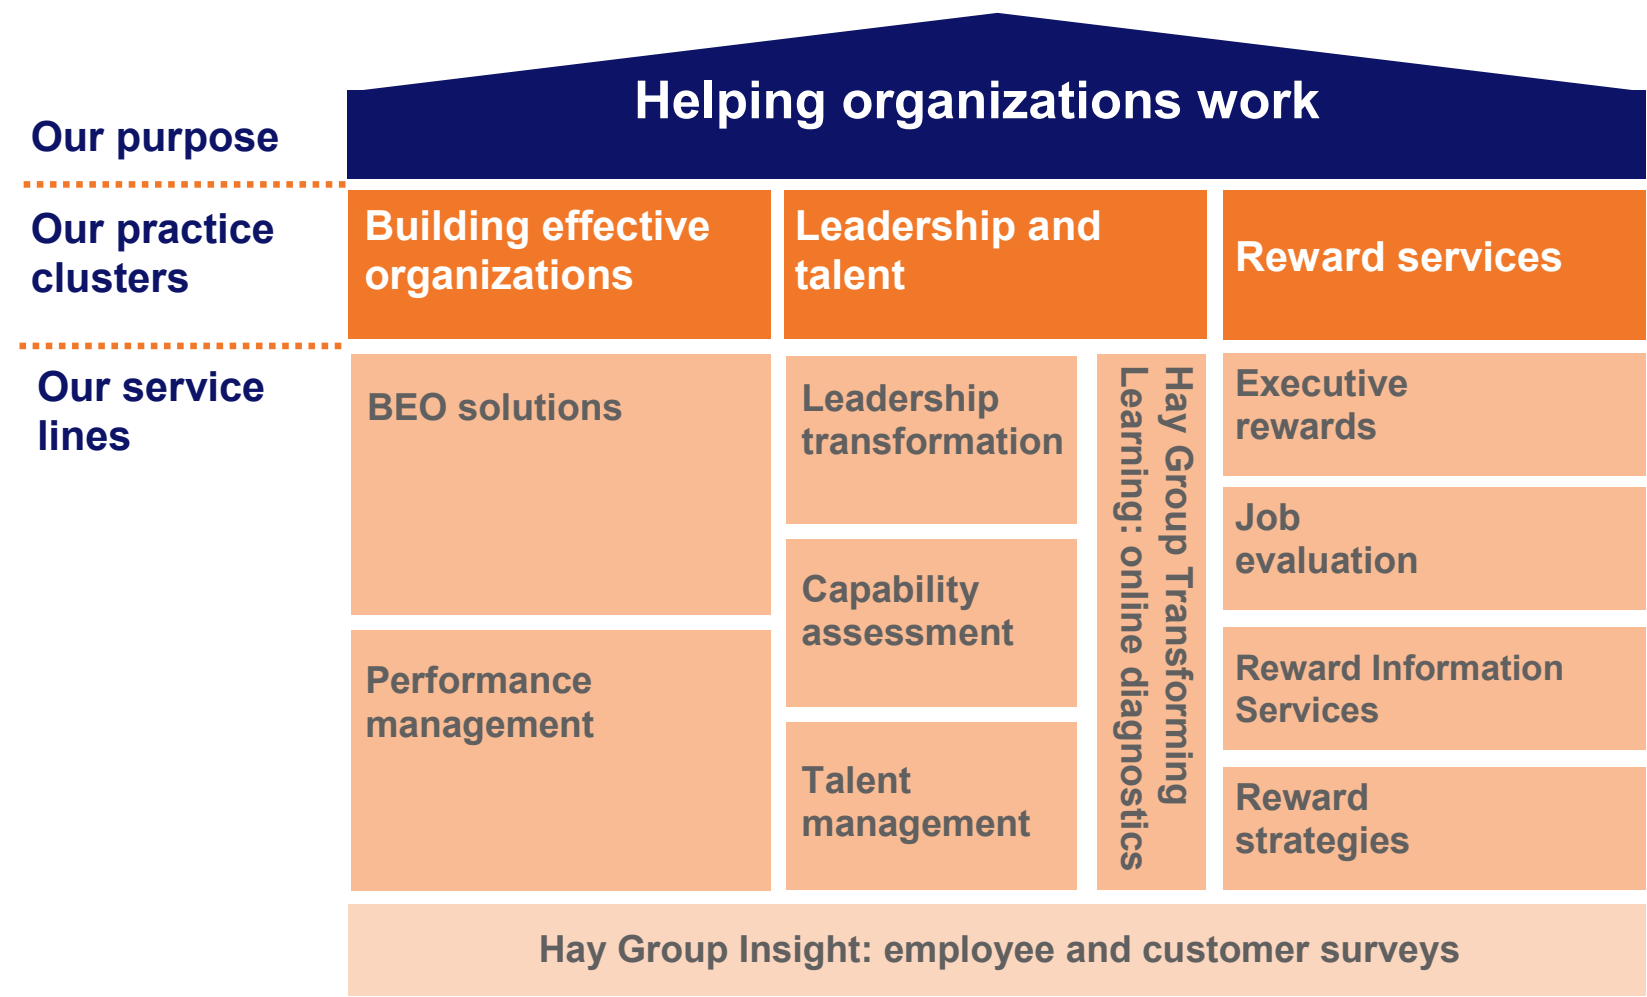 Helping organizations work
Our purpose
Our practice
clusters
Building effective
organizations
Leadership and
talent
Reward services
Our service
lines
BEO solutions
Performance
management
Leadership
transformation
Capability
assessment
Talent
management
Hay Group Transforming
Learning: online diagnostics
Executive
rewards
Job
evaluation
Reward Information
Services
Reward
strategies
Hay Group Insight: employee and customer surveys